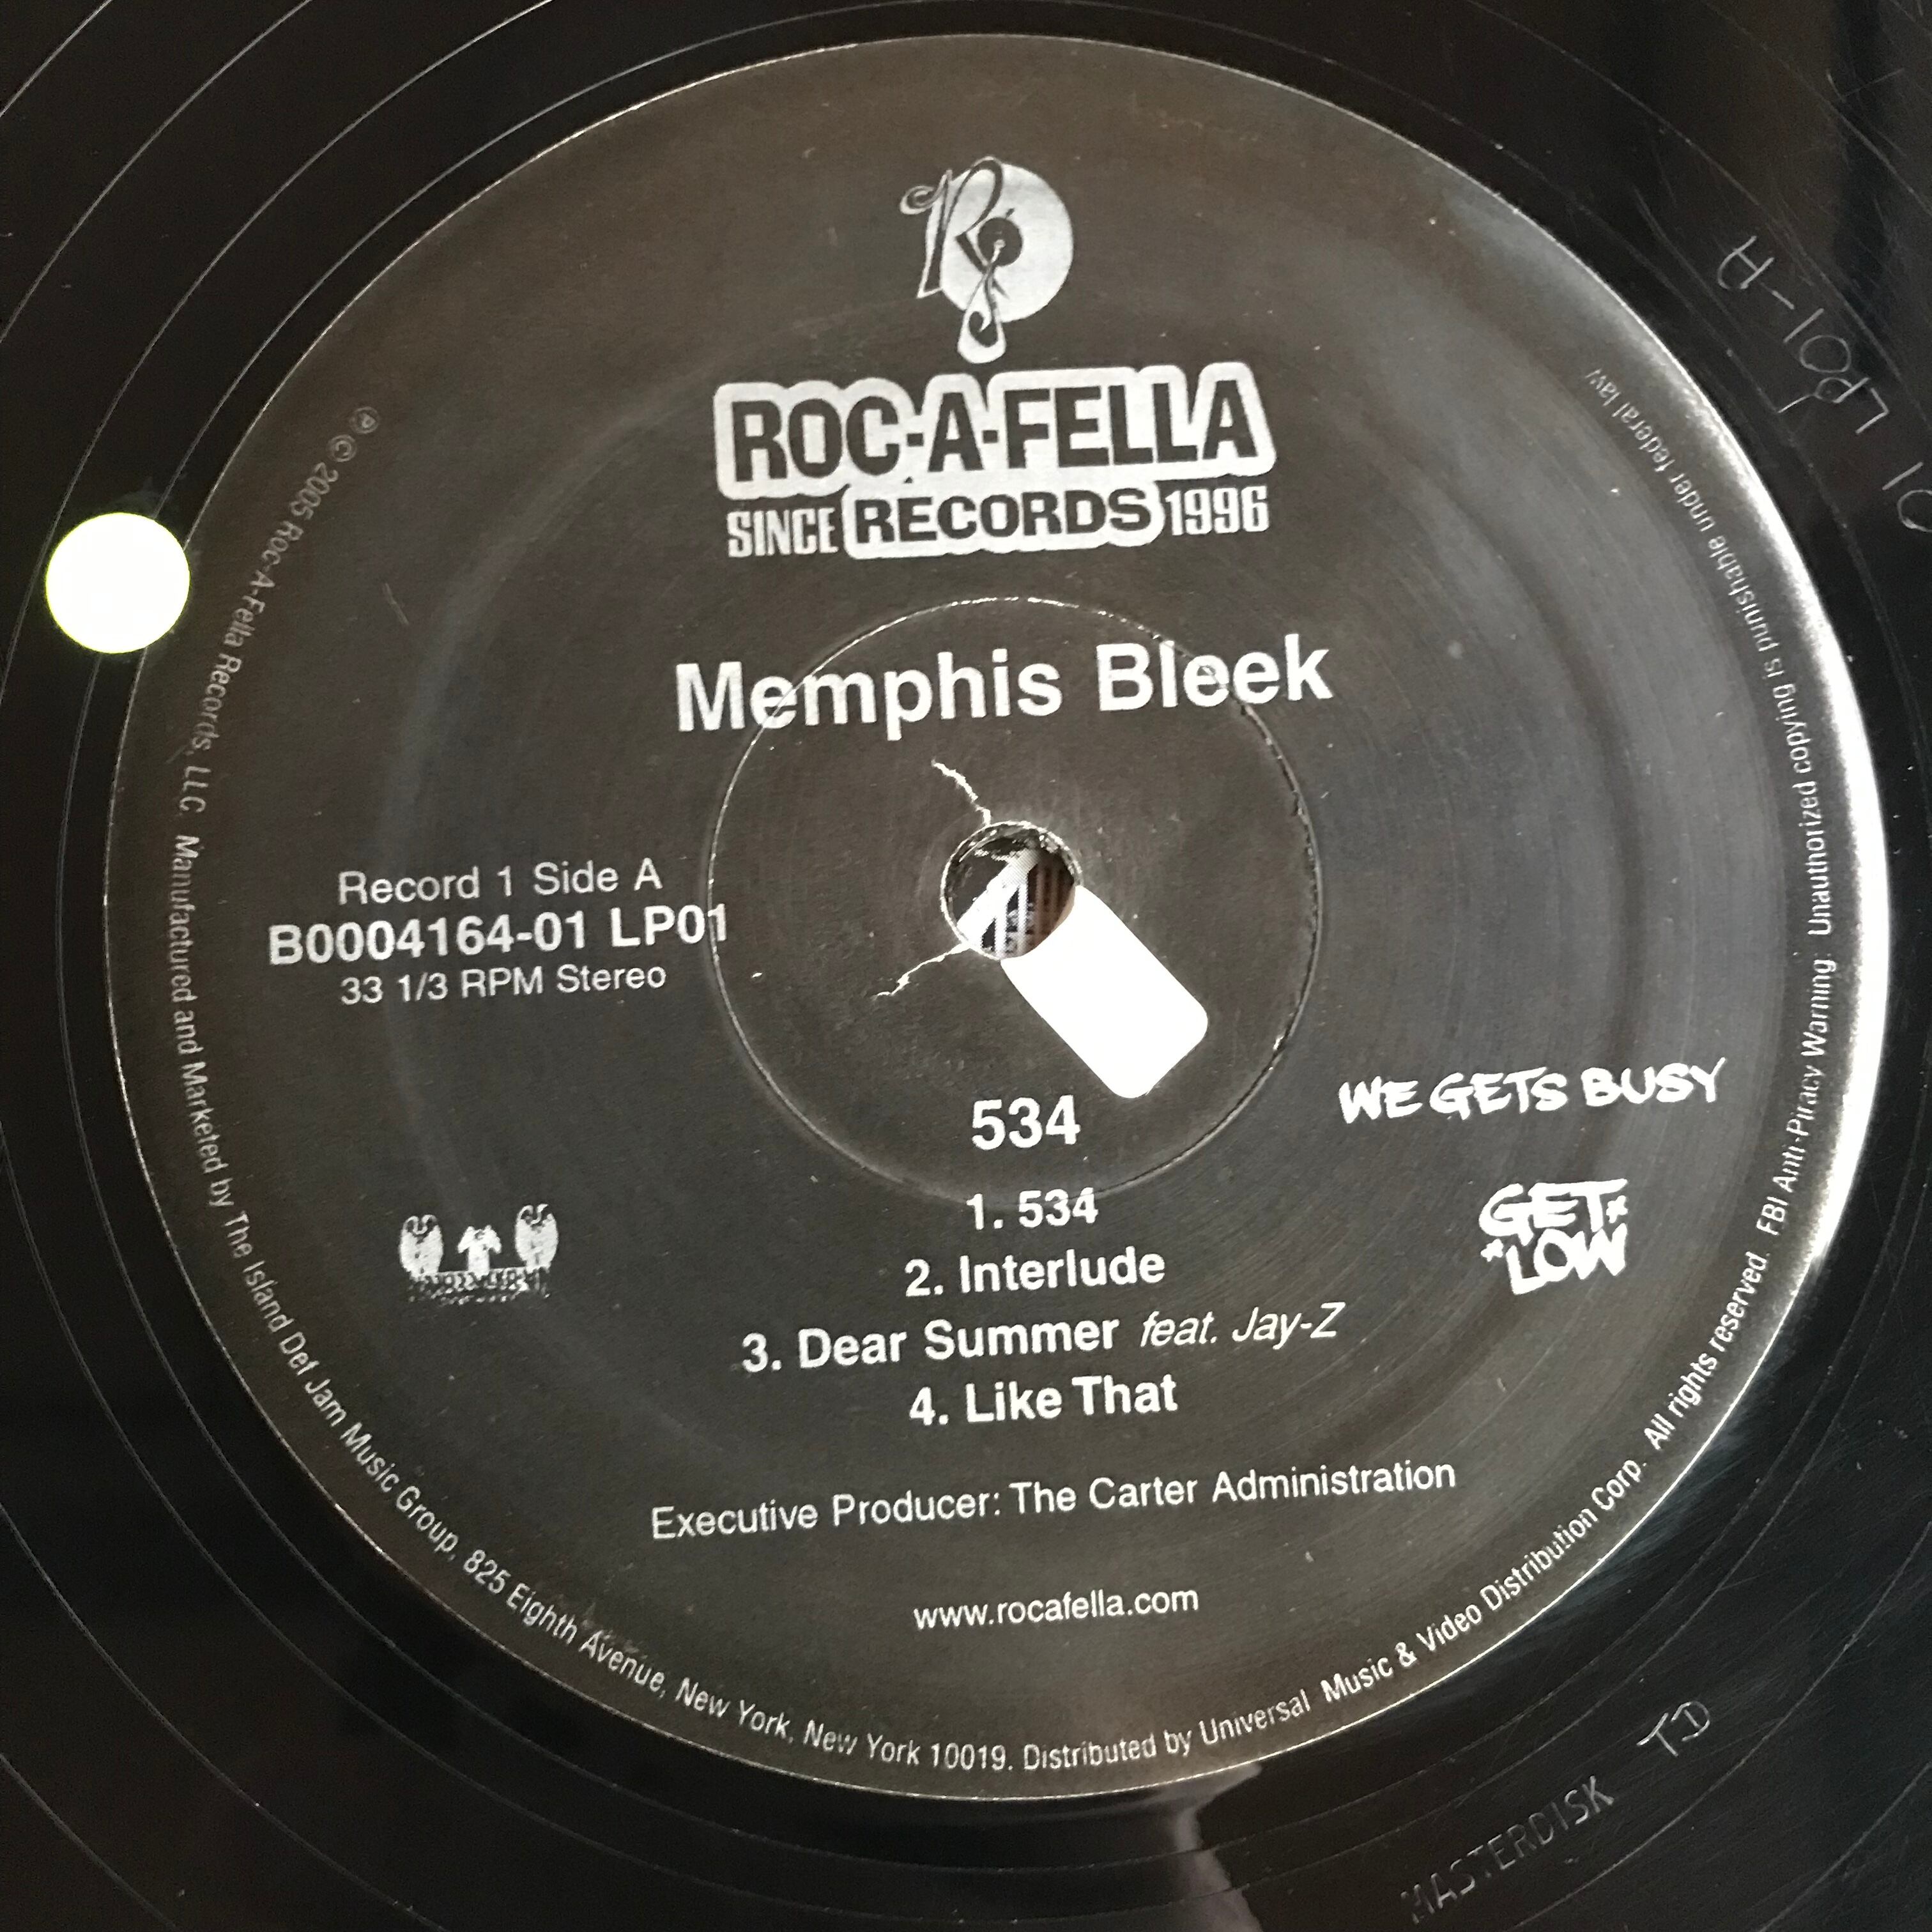 ROC-A-FELLA
SINCE RECORDS 1996
Memphis Bleek
Record 1 Side A
B0004164-01 LP01
33 1/3 RPM Stereo
534
WE GETS BUSY
GET
LOW
1. 534
2. Interlude
3. Dear Summer feat. Jay-Z
4. Like That
Executive Producer: The Carter Administration
www.rocafella.com
℗ © 2005 Roc-A-Fella Records, LLC. Manufactured and Marketed by The Island Def Jam Music Group, 825 Eighth Avenue, New York, New York 10019. Distributed by Universal Music & Video Distribution Corp. All rights reserved. FBI Anti-Piracy Warning: Unauthorized copying is punishable under federal law
LP01-A
MASTERDISK
TD